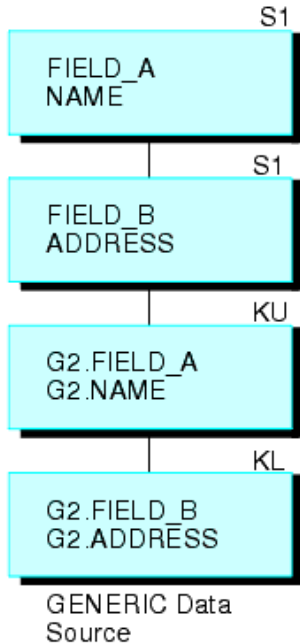 S1
FIELD_A
NAME
S1
FIELD_B
ADDRESS
KU
G2.FIELD_A
G2.NAME
KL
G2.FIELD_B
G2.ADDRESS
GENERIC Data
Source